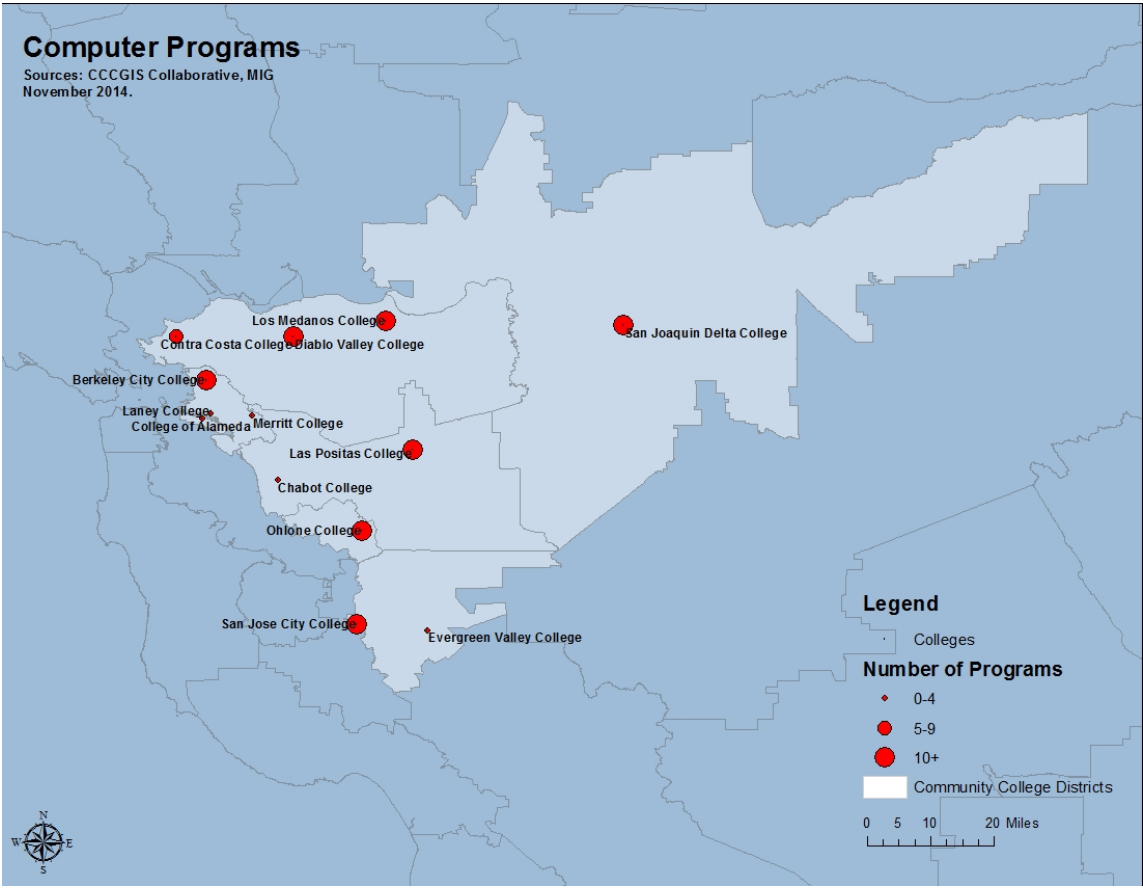 Computer Programs
Sources: CCCGIS Collaborative, MIG
November 2014.
Los Medanos College
San Joaquin Delta College
Contra Costa College
Diablo Valley College
Berkeley City College
Laney College
College of Alameda
Merritt College
Las Positas College
Chabot College
Ohlone College
San Jose City College
Evergreen Valley College
Legend
Colleges
Number of Programs
0-4
5-9
10+
Community College Districts
0 5 10 20 Miles
N
W E
S